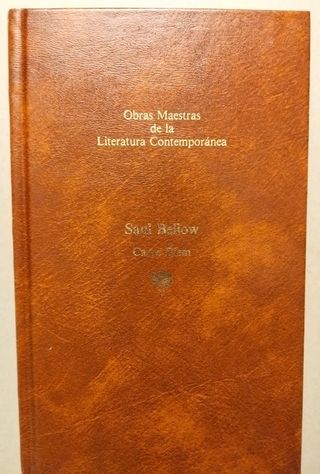 Obras Maestras
de la
Literatura Contemporánea
Saul Bellow
Carpe Diem